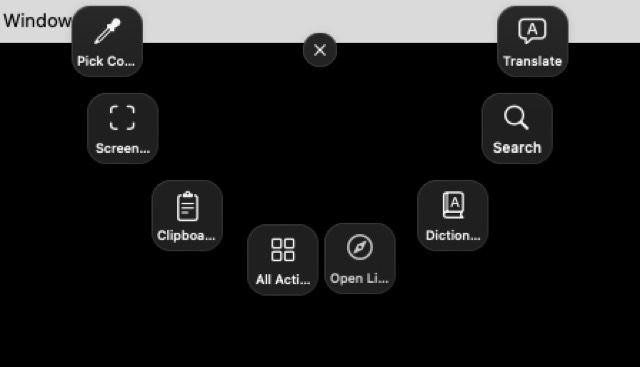 Window
Pick Co...
Translate
Screen...
Search
Clipboa...
Diction...
All Acti...
Open Li...